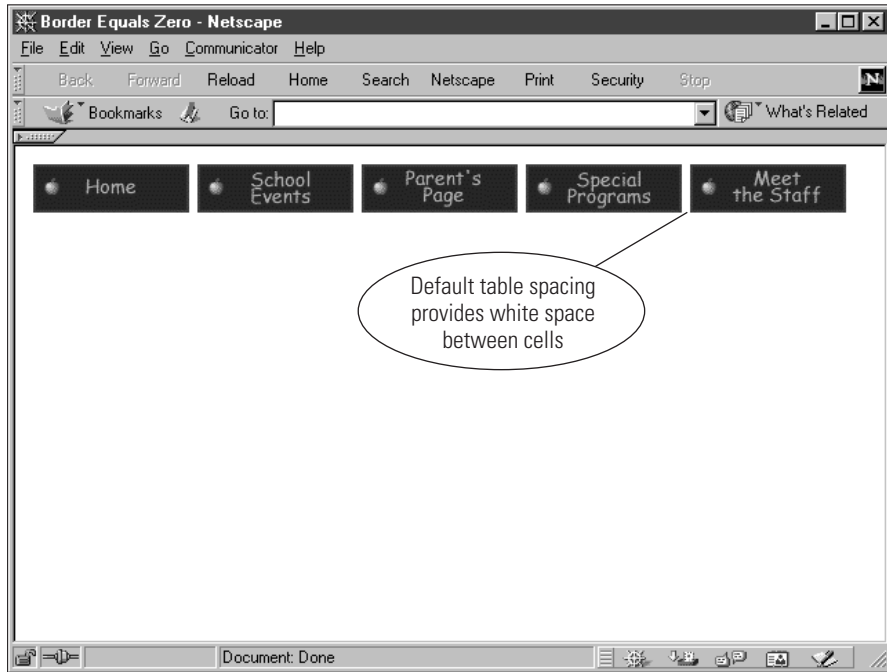 Border Equals Zero - Netscape
File Edit View Go Communicator Help
Back Forward Reload Home Search Netscape Print Security Stop N
Bookmarks Go to: What's Related
Home School Events Parent's Page Special Programs Meet the Staff
Default table spacing
provides white space
between cells
Document: Done